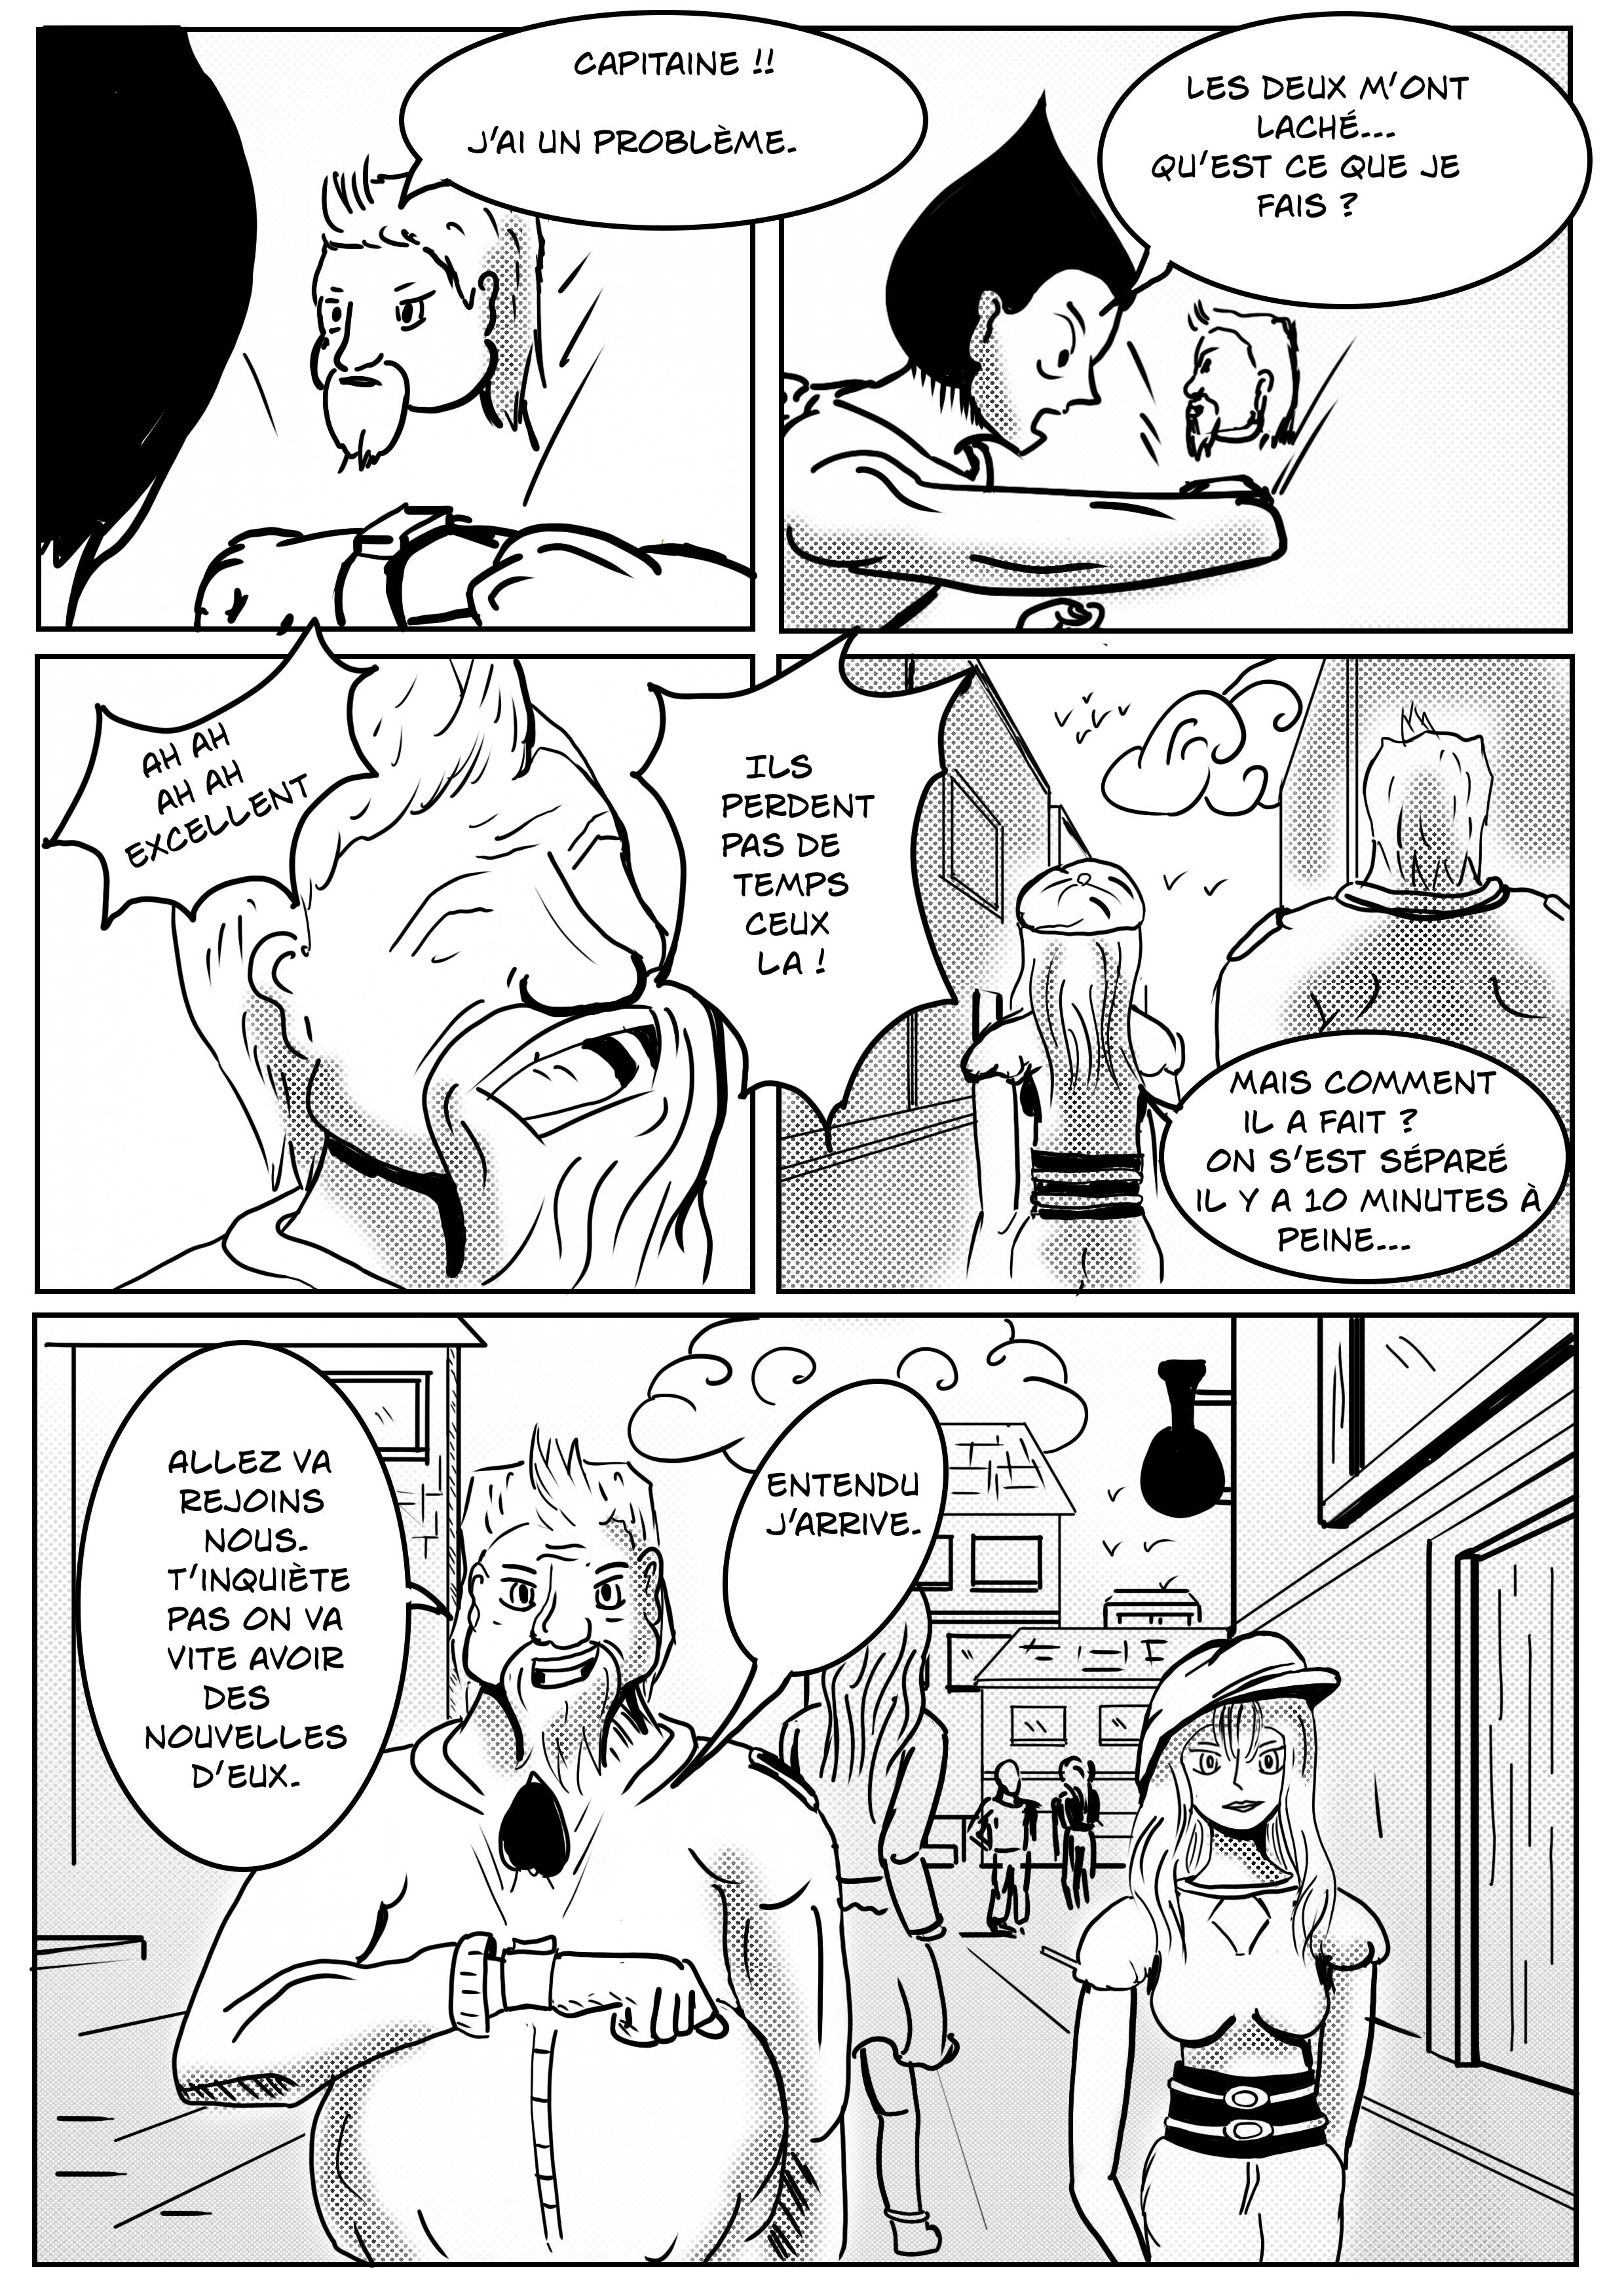 CAPITAINE !!
J'AI UN PROBLÈME.
LES DEUX M'ONT
LACHÉ...
QU'EST CE QUE JE
FAIS ?
AH AH
AH AH
EXCELLENT
ILS
PERDENT
PAS DE
TEMPS
CEUX
LA !
MAIS COMMENT
IL A FAIT ?
ON S'EST SÉPARÉ
IL Y A 10 MINUTES À
PEINE...
ALLEZ VA
REJOINS
NOUS.
T'INQUIÈTE
PAS ON VA
VITE AVOIR
DES
NOUVELLES
D'EUX.
ENTENDU
J'ARRIVE.